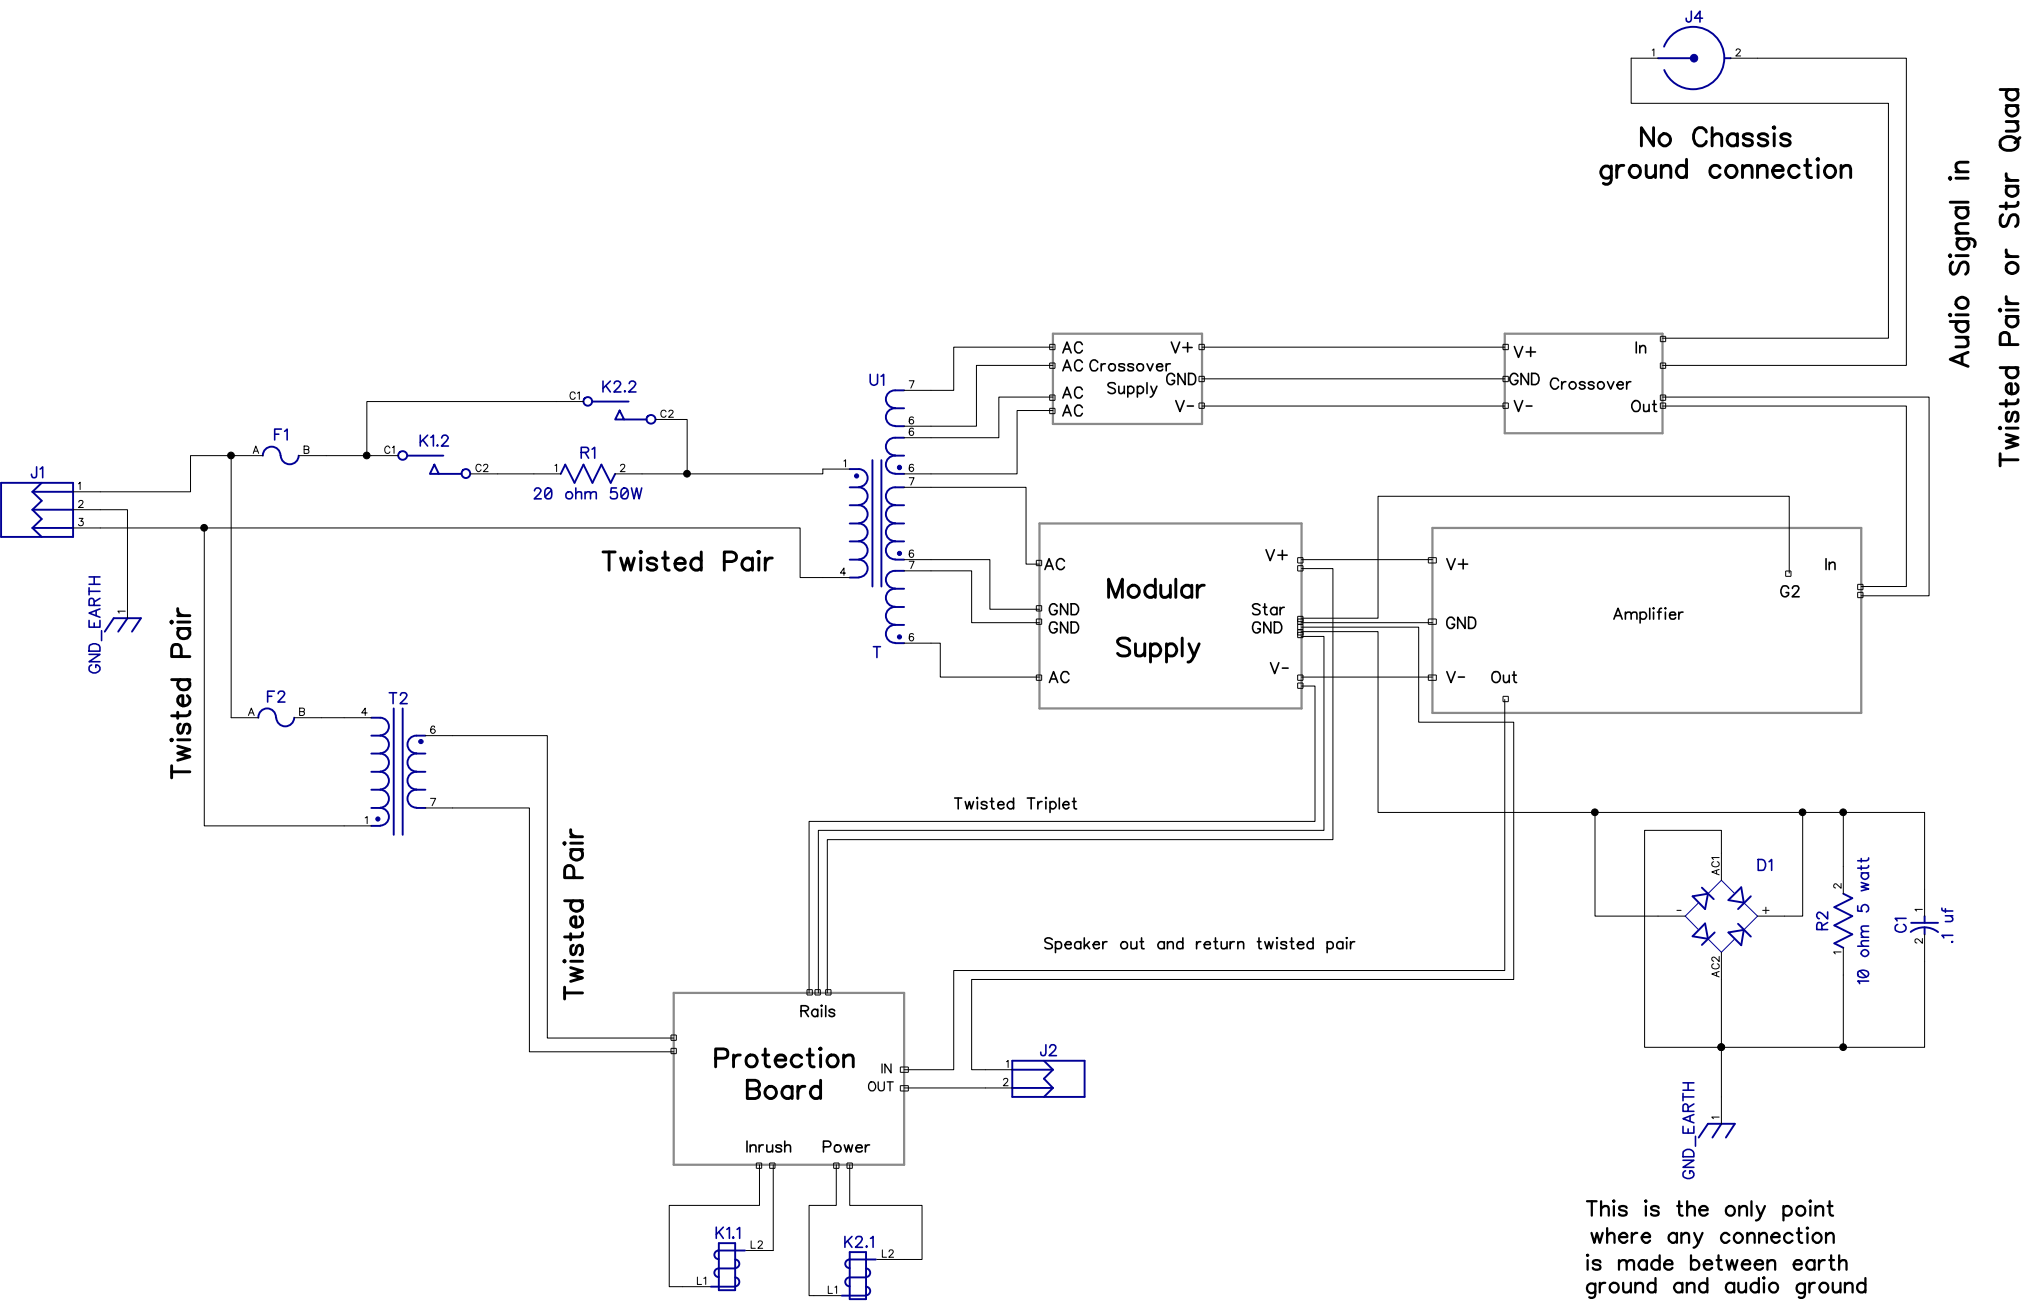 J4
1
2
No Chassis
ground connection
Audio Signal in
Twisted Pair or Star Quad
U1
7
6
6
6
7
6
7
6
1
4
T
AC
AC
AC
AC
Crossover
Supply
V+
GND
V-
V+
GND
V-
Crossover
In
Out
K2.2
C1
C2
F1
A
B
K1.2
C1
C2
R1
1
2
20 ohm 50W
J1
1
2
3
GND_EARTH
1
Twisted Pair
Twisted Pair
AC
GND
GND
AC
Modular
Supply
V+
Star
GND
V-
V+
GND
V-
Out
Amplifier
G2
In
F2
A
B
T2
4
1
6
7
Twisted Pair
Twisted Triplet
Speaker out and return twisted pair
D1
AC1
AC2
-
+
R2
2
1
10 ohm 5 watt
C1
1
2
.1 uf
Rails
Protection
Board
IN
OUT
Inrush
Power
J2
1
2
K1.1
L2
L1
K2.1
L2
L1
GND_EARTH
1
This is the only point
where any connection
is made between earth
ground and audio ground